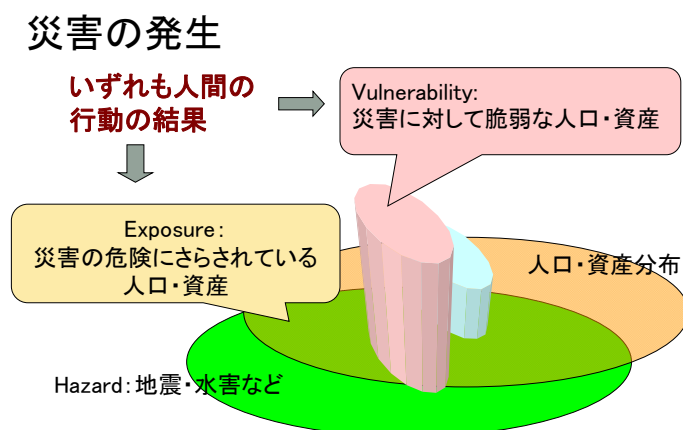 災害の発生
いずれも人間の
行動の結果
Vulnerability:
災害に対して脆弱な人口・資産
Exposure:
災害の危険にさらされている
人口・資産
人口・資産分布
Hazard:地震・水害など